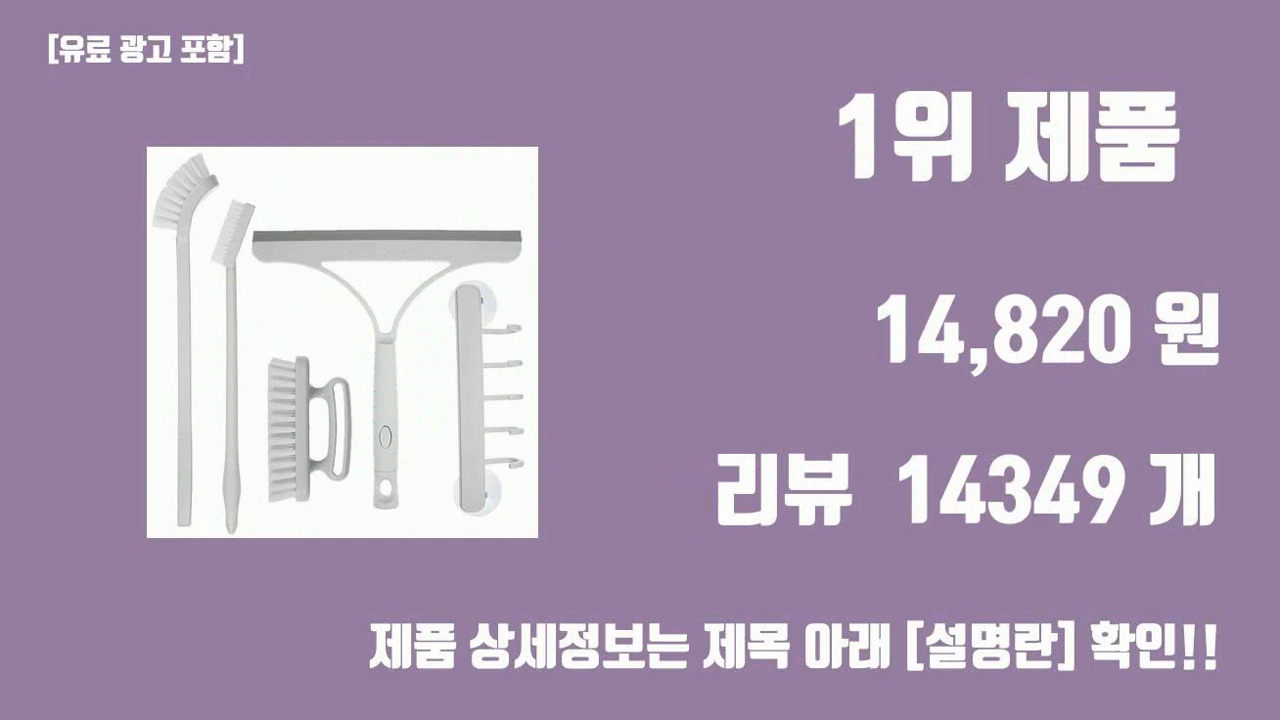 [유료 광고 포함]
1위 제품
14,820 원
리뷰 14349 개
제품 상세정보는 제목 아래 [설명란] 확인!!